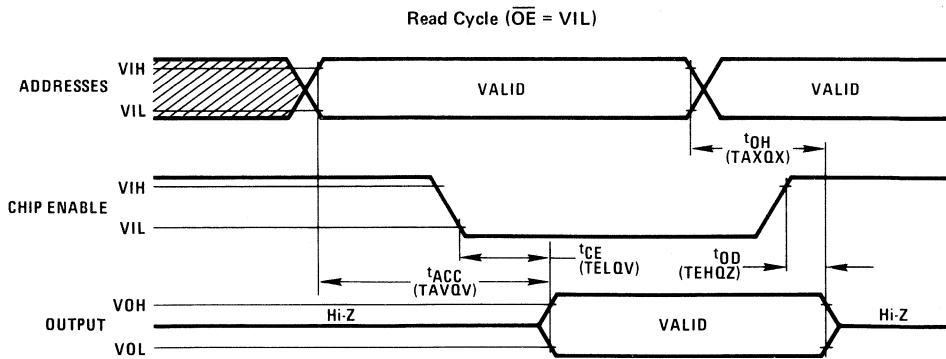 Read Cycle (OE = VIL)
ADDRESSES
VIH
VIL
VALID
VALID
tOH
(TAXQX)
CHIP ENABLE
VIH
VIL
tCE
(TELQV)
tOD
(TEHQZ)
tACC
(TAVQV)
OUTPUT
VOH
VOL
Hi-Z
VALID
Hi-Z